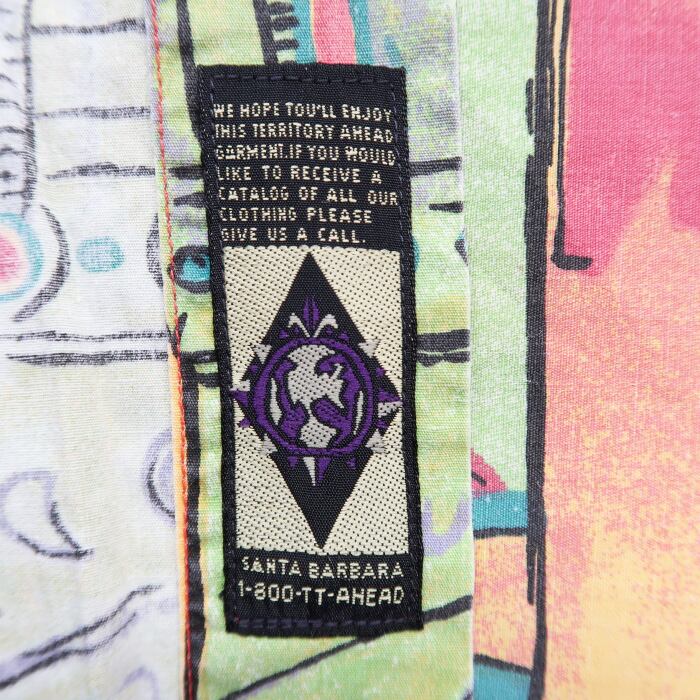 WE HOPE YOU'LL ENJOY
THIS TERRITORY AHEAD
GARMENT.IF YOU WOULD
LIKE TO RECEIVE A
CATALOG OF ALL OUR
CLOTHING PLEASE
GIVE US A CALL.
SANTA BARBARA
1-800-TT-AHEAD